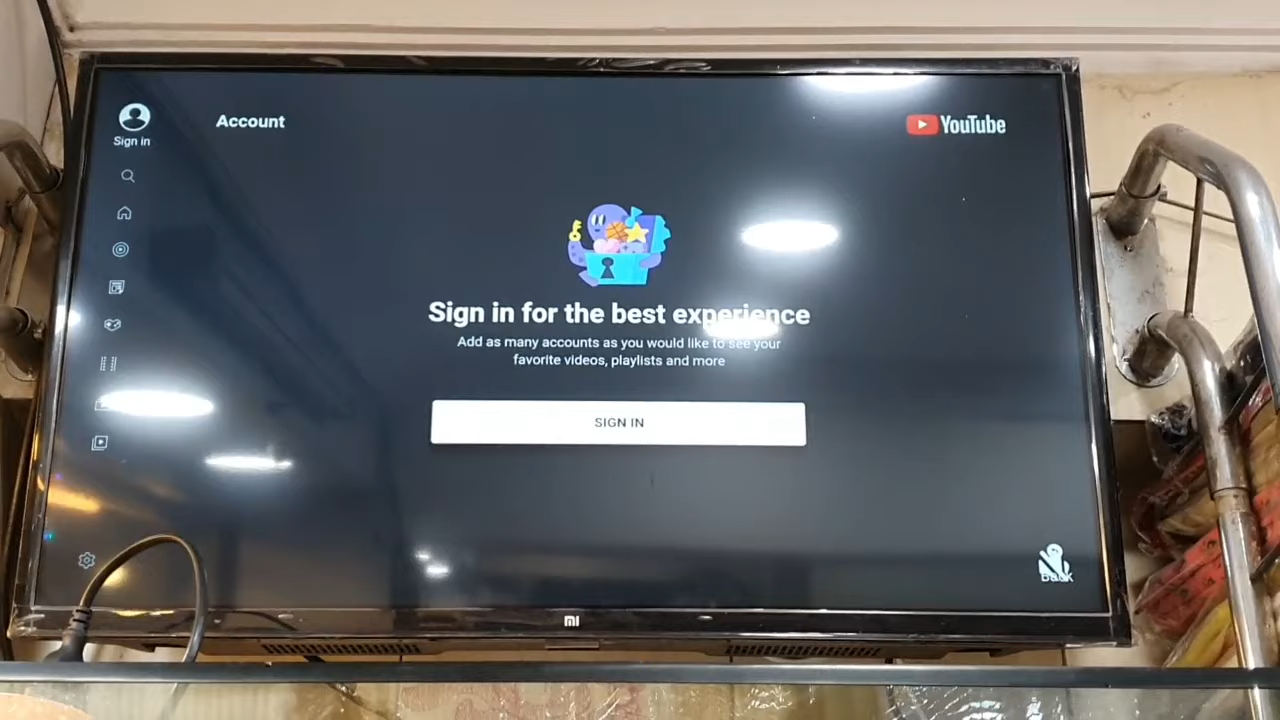 Account
YouTube
Sign in
Sign in for the best experience
Add as many accounts as you would like to see your
favorite videos, playlists and more
SIGN IN
Back
mi